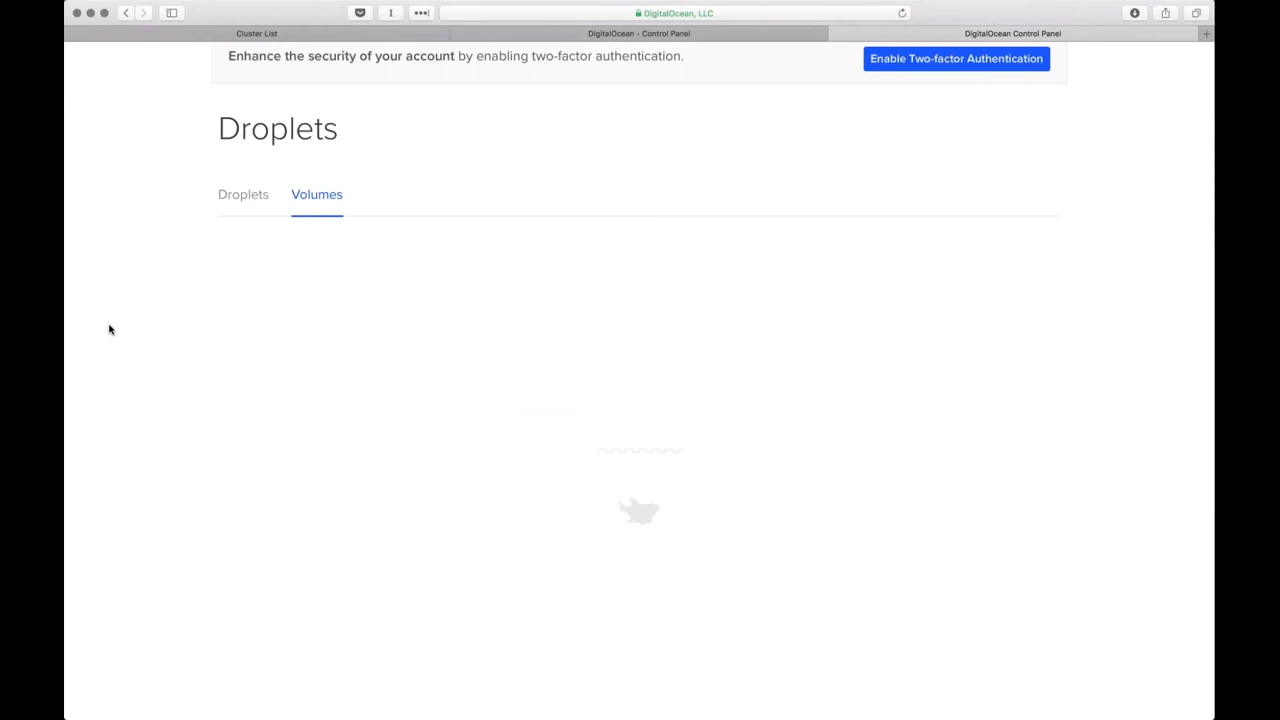 DigitalOcean, LLC
Cluster List
DigitalOcean - Control Panel
DigitalOcean Control Panel
Enhance the security of your account by enabling two-factor authentication.
Enable Two-factor Authentication
Droplets
Droplets
Volumes